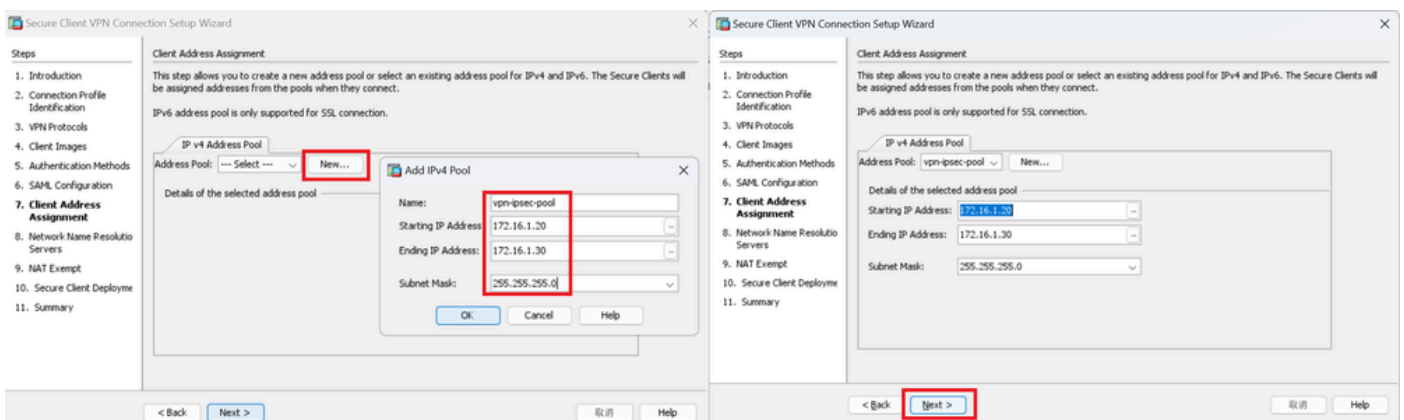 Secure Client VPN Connection Setup Wizard
Steps
1. Introduction
2. Connection Profile
Identification
3. VPN Protocols
4. Client Images
5. Authentication Methods
6. SAML Configuration
7. Client Address
Assignment
8. Network Name Resolutio
Servers
9. NAT Exempt
10. Secure Client Deployme
11. Summary
Client Address Assignment
This step allows you to create a new address pool or select an existing address pool for IPv4 and IPv6. The Secure Clients will
be assigned addresses from the pools when they connect.
IPv6 address pool is only supported for SSL connection.
IP v4 Address Pool
Address Pool: --- Select --- New...
Details of the selected address pool
Add IPv4 Pool
Name: vpn-ipsec-pool
Starting IP Address 172.16.1.20
Ending IP Address: 172.16.1.30
Subnet Mask: 255.255.255.0
OK Cancel Help
< Back Next > 取消 Help
Secure Client VPN Connection Setup Wizard
Steps
1. Introduction
2. Connection Profile
Identification
3. VPN Protocols
4. Client Images
5. Authentication Methods
6. SAML Configuration
7. Client Address
Assignment
8. Network Name Resolutio
Servers
9. NAT Exempt
10. Secure Client Deployme
11. Summary
Client Address Assignment
This step allows you to create a new address pool or select an existing address pool for IPv4 and IPv6. The Secure Clients will
be assigned addresses from the pools when they connect.
IPv6 address pool is only supported for SSL connection.
IP v4 Address Pool
Address Pool: vpn-ipsec-pool New...
Details of the selected address pool
Starting IP Address: 172.16.1.20
Ending IP Address: 172.16.1.30
Subnet Mask: 255.255.255.0
< Back Next > 取消 Help